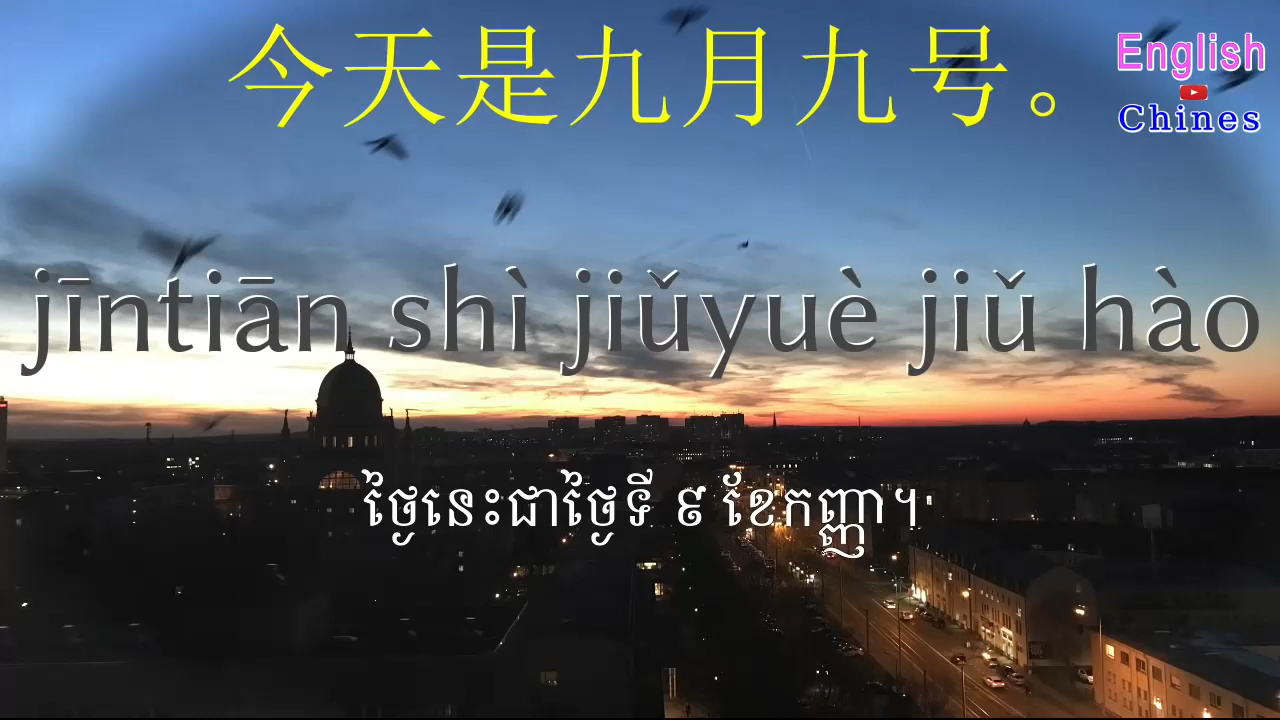 今天是九月九号。
English
Chines
jīntiān shì jiǔyuè jiǔ hào
ថ្ងៃនេះជាថ្ងៃទី ៩ ខែកញ្ញា។